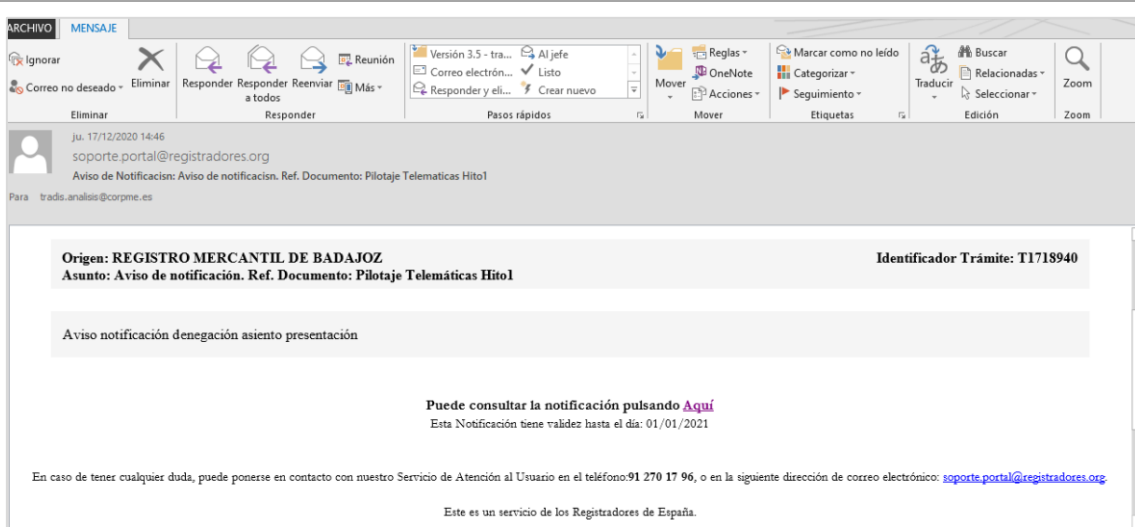 ARCHIVO MENSAJE
Ignorar
Correo no deseado
Eliminar
Eliminar
Responder Responder a todos Reenviar
Reunión
Más
Responder
Versión 3.5 - tra... Al jefe
Correo electrón... Listo
Responder y eli... Crear nuevo
Pasos rápidos
Mover
Reglas
OneNote
Acciones
Mover
Marcar como no leído
Categorizar
Seguimiento
Etiquetas
Traducir
Buscar
Relacionadas
Seleccionar
Edición
Zoom
Zoom
ju. 17/12/2020 14:46
soporte.portal@registradores.org
Aviso de Notificacisn: Aviso de notificacisn. Ref. Documento: Pilotaje Telematicas Hito1
Para tradis.analisis@corpme.es
Origen: REGISTRO MERCANTIL DE BADAJOZ Identificador Trámite: T1718940
Asunto: Aviso de notificación. Ref. Documento: Pilotaje Telemáticas Hito1
Aviso notificación denegación asiento presentación
Puede consultar la notificación pulsando Aquí
Esta Notificación tiene validez hasta el día: 01/01/2021
En caso de tener cualquier duda, puede ponerse en contacto con nuestro Servicio de Atención al Usuario en el teléfono:91 270 17 96, o en la siguiente dirección de correo electrónico: soporte.portal@registradores.org.
Este es un servicio de los Registradores de España.